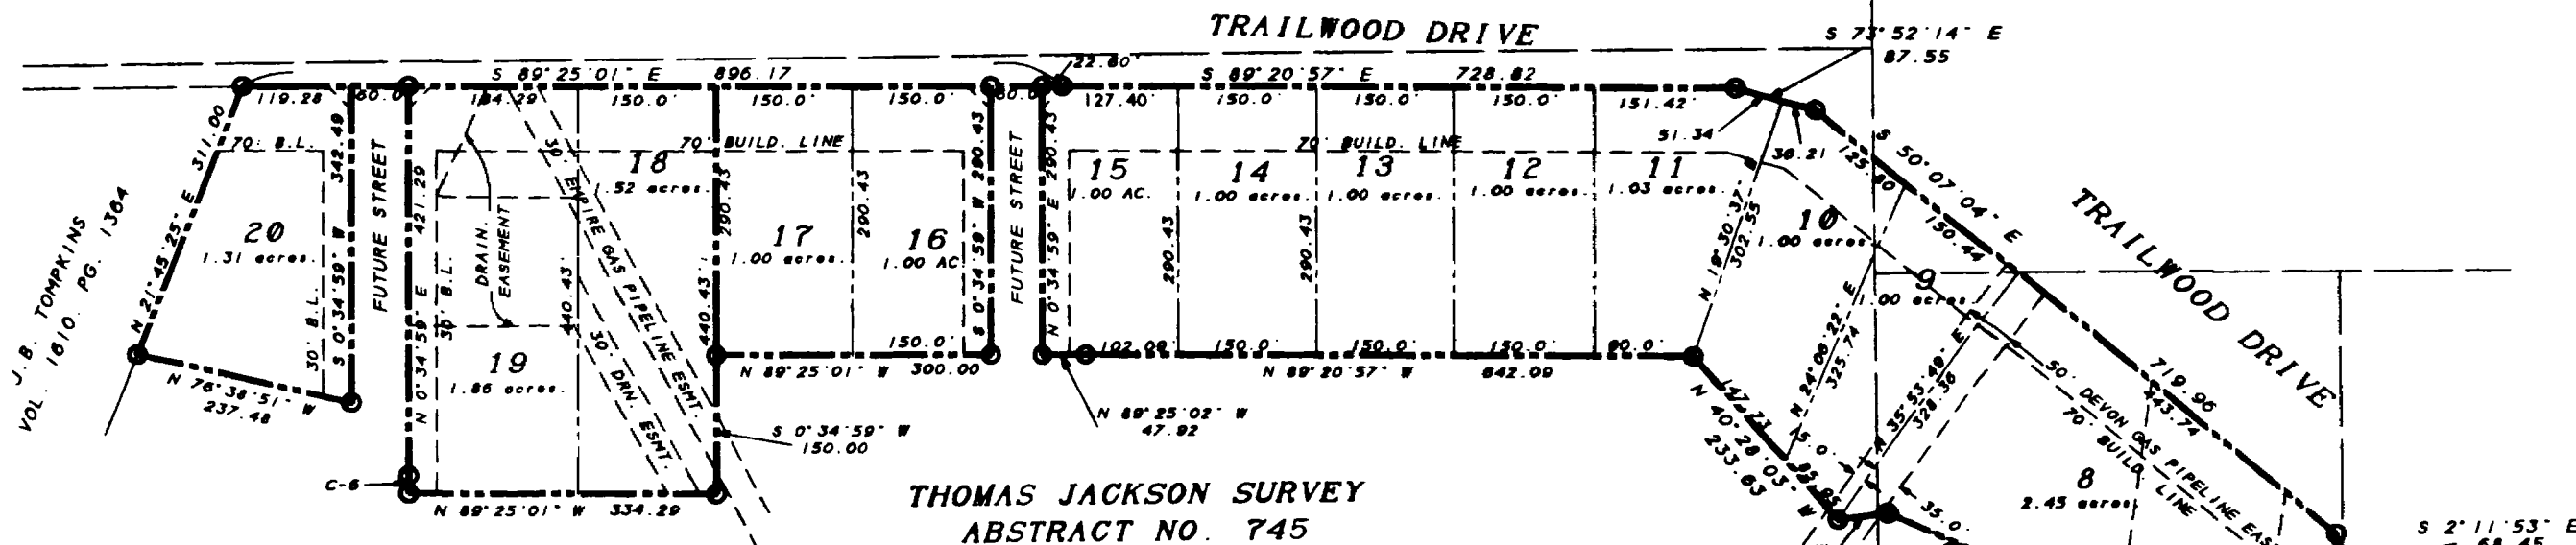 TRAILWOOD DRIVE
S 73°52'14" E
87.55
S 89°25'01" E 896.17
22.60'
S 89°20'57" E 728.82
119.28
60.0'
184.29
150.0'
150.0'
150.0'
127.40'
150.0'
150.0'
150.0'
151.42'
51.34
36.21
S 50°07'04" E
125.80
150.44
TRAILWOOD DRIVE
J.B. TOMPKINS
VOL. 1610. PG. 1364
N 21°45'25" E 311.00
70' B.L.
20
1.31 acres.
30' B.L.
S 0°34'59" W 342.49
FUTURE STREET
N 0°34'59" E 421.29
30' B.L.
DRAIN.
EASEMENT
18
1.52 acres.
70' BUILD. LINE
30' EMPIRE GAS PIPELINE ESMT.
30' DRN. ESMT.
290.43
440.43'
440.43'
19
1.86 acres.
17
1.00 acres.
290.43
16
1.00 AC
S 0°34'59" W 290.43
FUTURE STREET
N 0°34'59" E 290.43
15
1.00 AC.
290.43
14
1.00 acres.
290.43
70' BUILD. LINE
13
1.00 acres.
12
1.00 acres.
11
1.03 acres.
N 19°30'37"
302.55
10
1.00 acres
N 24°06'22" E
325.74
9
1.00 acres.
N 35°53'49" E
328.36
719.96
443.74
50' DEVON GAS PIPELINE EAS
70' BUILD.
LINE
8
2.45 acres.
N 76°38'51" W
237.48
150.0'
N 89°25'01" W 300.00
102.09'
150.0'
150.0'
150.0'
90.0'
N 89°20'57" W 642.09
N 89°25'02" W
47.92
S 0°34'59" W
150.00
147.73
N 40°28'03" W
233.63
15.0'
35.0'
C-6
N 89°25'01" W 334.29
THOMAS JACKSON SURVEY
ABSTRACT NO. 745
S 2°11'53" E
68.45